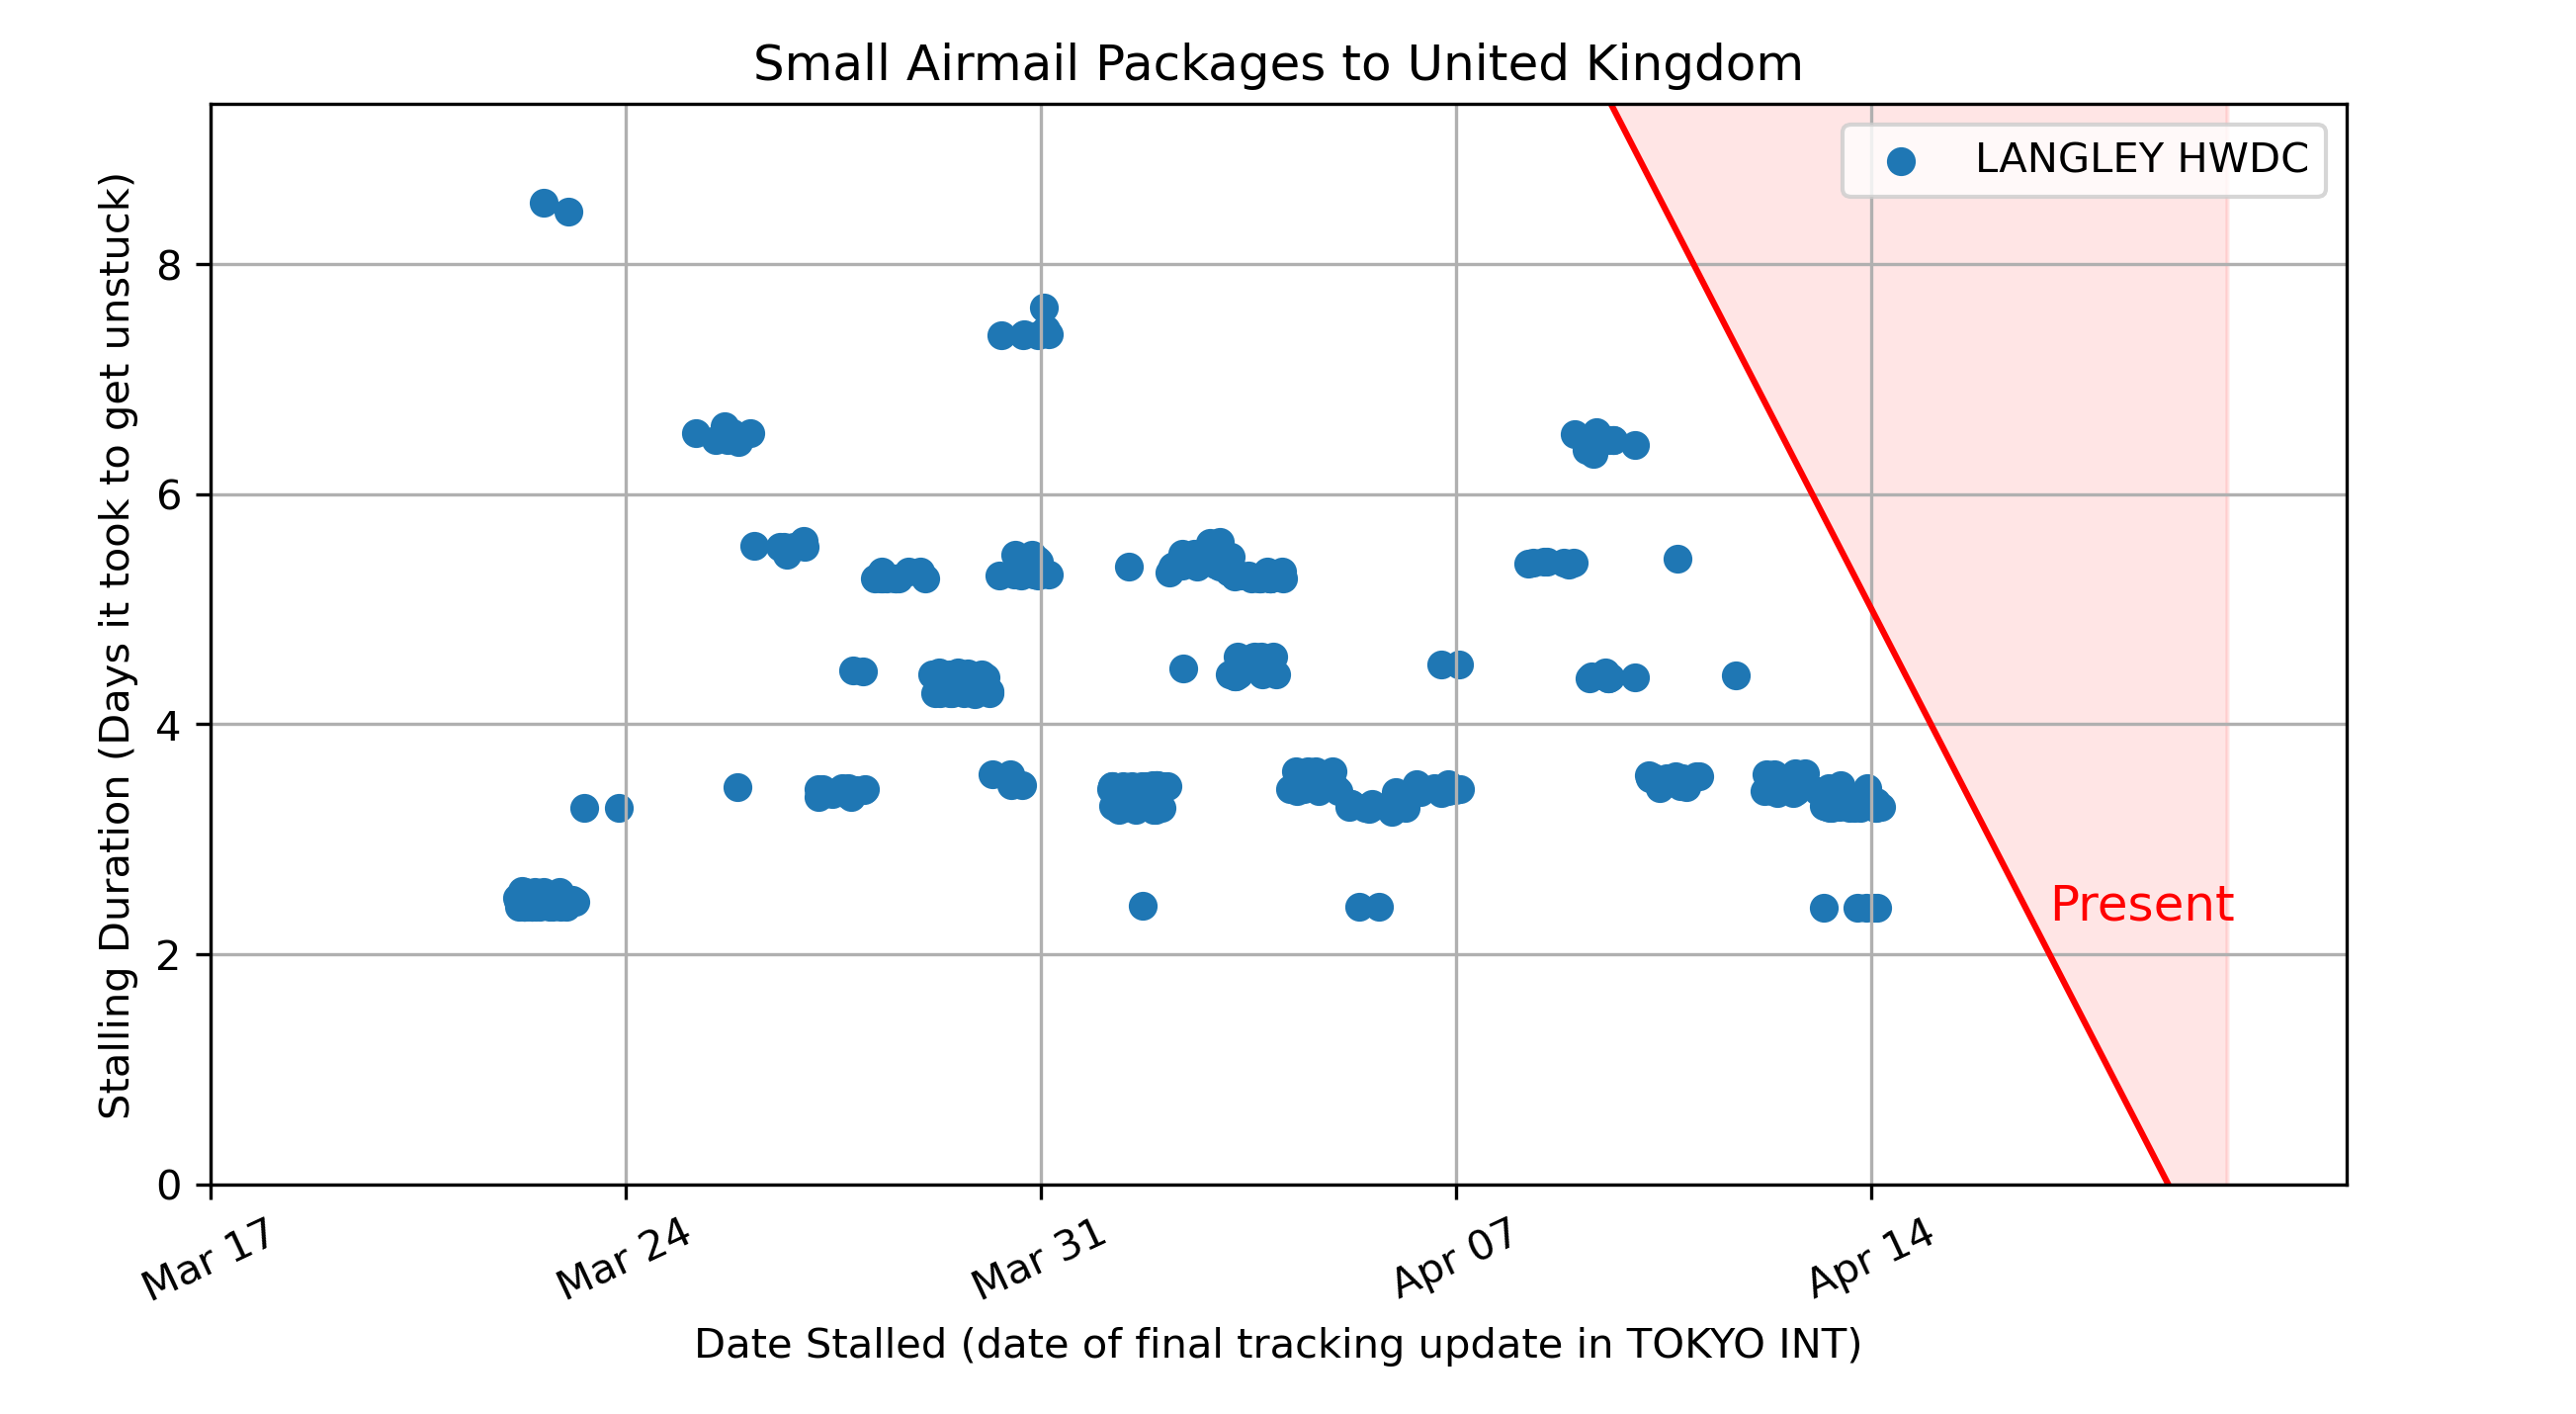 Small Airmail Packages to United Kingdom
LANGLEY HWDC
Stalling Duration (Days it took to get unstuck)
8
6
4
2
0
Present
Mar 17
Mar 24
Mar 31
Apr 07
Apr 14
Date Stalled (date of final tracking update in TOKYO INT)